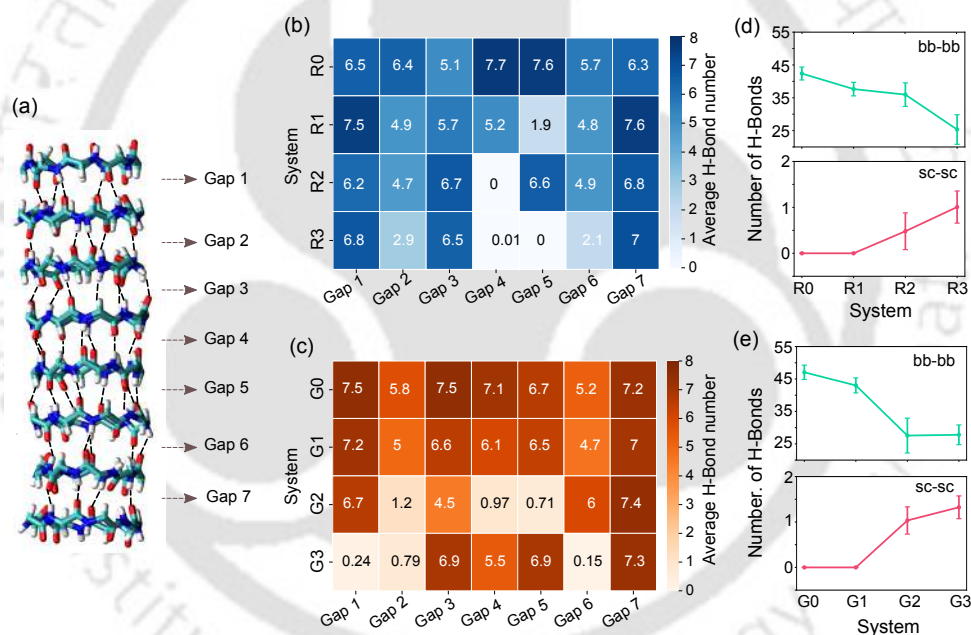 (a)
Gap 1
Gap 2
Gap 3
Gap 4
Gap 5
Gap 6
Gap 7
(b)
System
R0 6.5 6.4 5.1 7.7 7.6 5.7 6.3
R1 7.5 4.9 5.7 5.2 1.9 4.8 7.6
R2 6.2 4.7 6.7 0 6.6 4.9 6.8
R3 6.8 2.9 6.5 0.01 0 2.1 7
Gap 1 Gap 2 Gap 3 Gap 4 Gap 5 Gap 6 Gap 7
8
7
6
5
4
3
2
1
0
Average H-Bond number
(c)
System
G0 7.5 5.8 7.5 7.1 6.7 5.2 7.2
G1 7.2 5 6.6 6.1 6.5 4.7 7
G2 6.7 1.2 4.5 0.97 0.71 6 7.4
G3 0.24 0.79 6.9 5.5 6.9 0.15 7.3
Gap 1 Gap 2 Gap 3 Gap 4 Gap 5 Gap 6 Gap 7
8
7
6
5
4
3
2
1
0
Average H-Bond number
(d)
Number of H-Bonds
55
45
35
25
bb-bb
2
1
0
sc-sc
R0 R1 R2 R3
System
(e)
Number. of H-Bonds
55
45
35
25
bb-bb
2
1
0
sc-sc
G0 G1 G2 G3
System